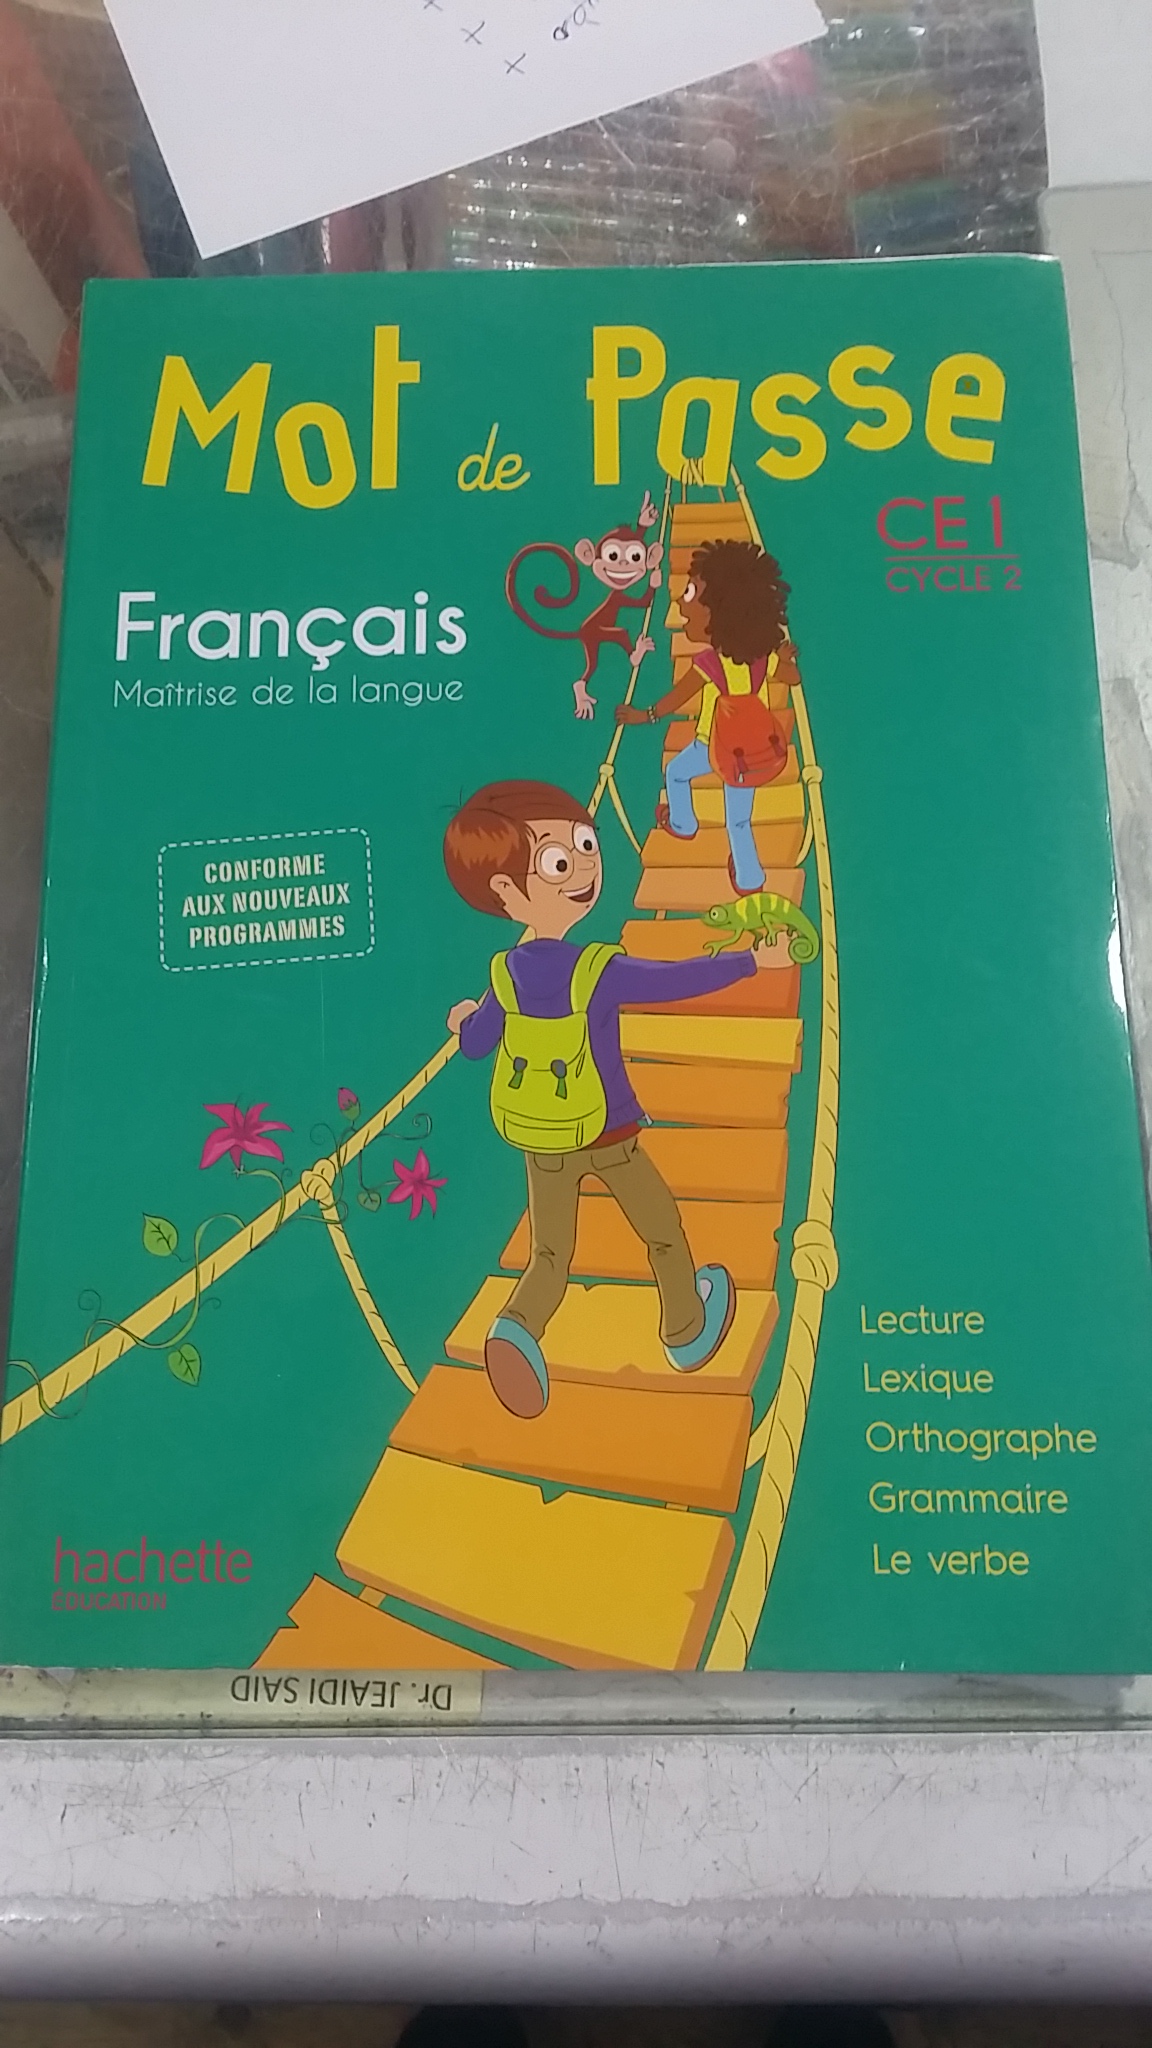 Mot de Passe
CE1
CYCLE 2
Français
Maîtrise de la langue
CONFORME
AUX NOUVEAUX
PROGRAMMES
Lecture
Lexique
Orthographe
Grammaire
Le verbe
hachette
ÉDUCATION
Dr. JEAIDI SAID